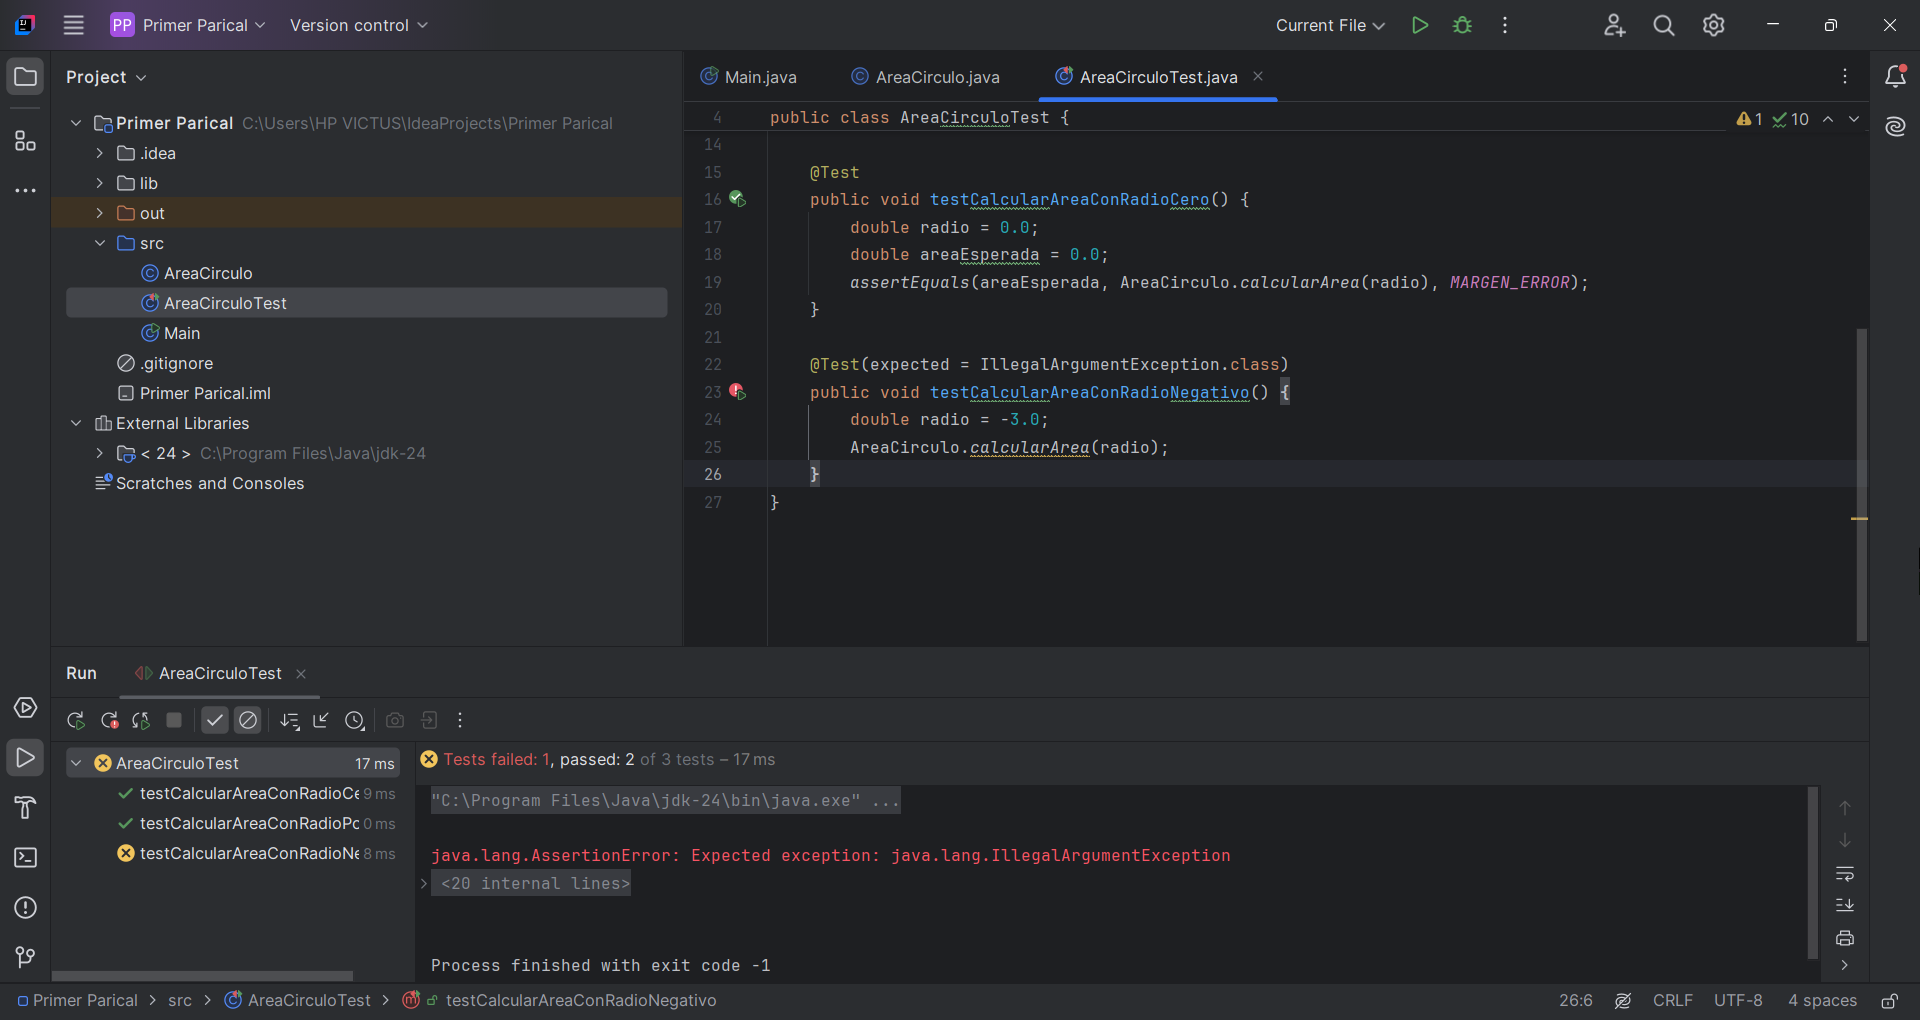 PP Primer Parical Version control Current File
Project
Main.java AreaCirculo.java AreaCirculoTest.java
Primer Parical C:\Users\HP VICTUS\IdeaProjects\Primer Parical
.idea
lib
out
src
AreaCirculo
AreaCirculoTest
Main
.gitignore
Primer Parical.iml
External Libraries
< 24 > C:\Program Files\Java\jdk-24
Scratches and Consoles
4 public class AreaCirculoTest { 1 10
14
15 @Test
16 public void testCalcularAreaConRadioCero() {
17 double radio = 0.0;
18 double areaEsperada = 0.0;
19 assertEquals(areaEsperada, AreaCirculo.calcularArea(radio), MARGEN_ERROR);
20 }
21
22 @Test(expected = IllegalArgumentException.class)
23 public void testCalcularAreaConRadioNegativo() {
24 double radio = -3.0;
25 AreaCirculo.calcularArea(radio);
26 }
27 }
Run AreaCirculoTest
AreaCirculoTest 17 ms
testCalcularAreaConRadioCe 9 ms
testCalcularAreaConRadioPo 0 ms
testCalcularAreaConRadioNe 8 ms
Tests failed: 1, passed: 2 of 3 tests – 17 ms
"C:\Program Files\Java\jdk-24\bin\java.exe" ...
java.lang.AssertionError: Expected exception: java.lang.IllegalArgumentException
<20 internal lines>
Process finished with exit code -1
Primer Parical > src > AreaCirculoTest > testCalcularAreaConRadioNegativo 26:6 CRLF UTF-8 4 spaces